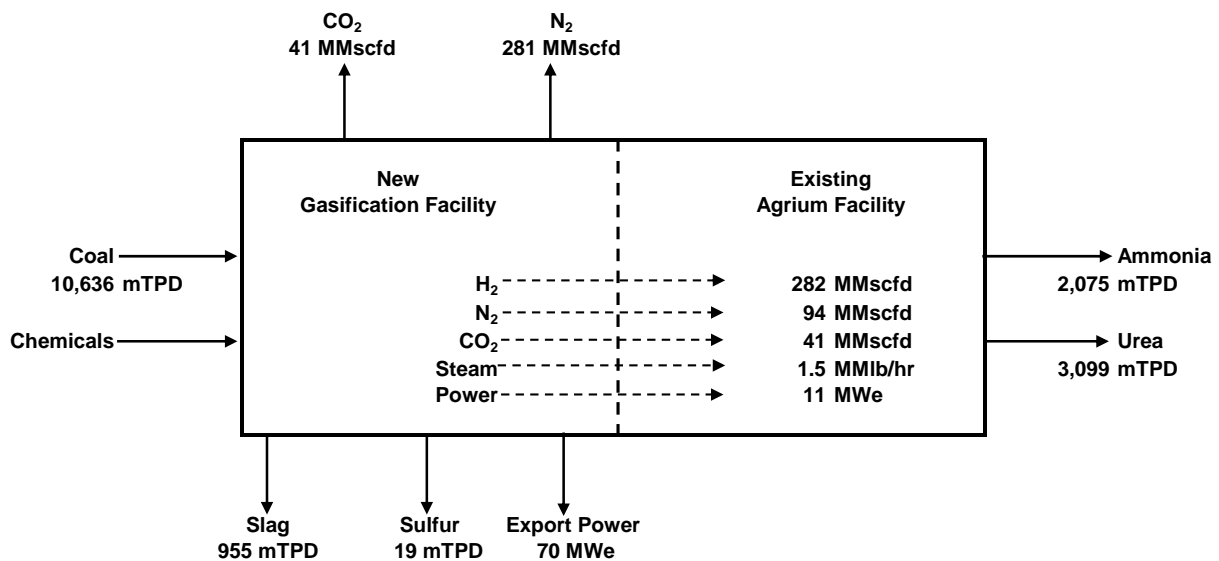 CO₂
41 MMscfd
N₂
281 MMscfd
New
Gasification Facility
Existing
Agrium Facility
Coal
10,636 mTPD
Chemicals
H₂
282 MMscfd
N₂
94 MMscfd
CO₂
41 MMscfd
Steam
1.5 MMlb/hr
Power
11 MWe
Ammonia
2,075 mTPD
Urea
3,099 mTPD
Slag
955 mTPD
Sulfur
19 mTPD
Export Power
70 MWe